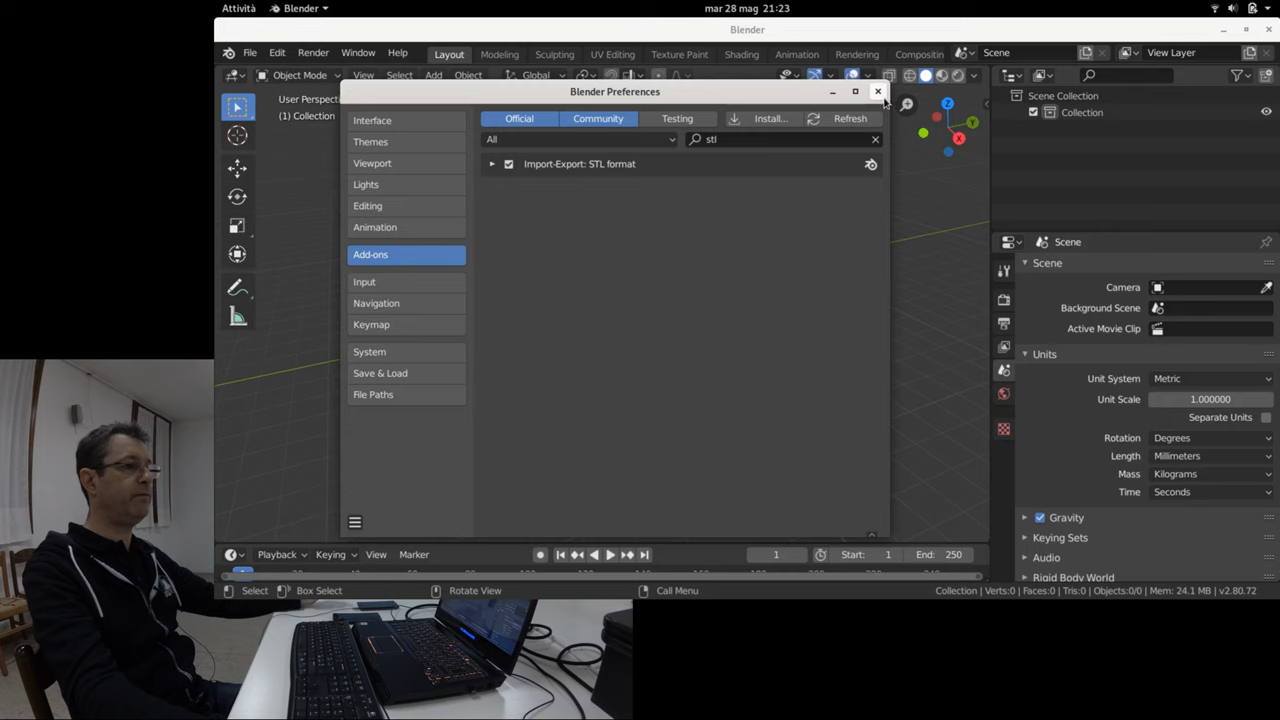 Attività Blender mar 28 mag 21:23
Blender
File Edit Render Window Help Layout Modeling Sculpting UV Editing Texture Paint Shading Animation Rendering Compositin Scene View Layer
Object Mode View Select Add Object Global
User Perspecti
(1) Collection
Blender Preferences
Interface
Themes
Viewport
Lights
Editing
Animation
Add-ons
Input
Navigation
Keymap
System
Save & Load
File Paths
Official Community Testing Install... Refresh
All stl
Import-Export: STL format
Z
Y
X
Scene Collection
Collection
Scene
Scene
Camera
Background Scene
Active Movie Clip
Units
Unit System Metric
Unit Scale 1.000000
Separate Units
Rotation Degrees
Length Millimeters
Mass Kilograms
Time Seconds
Gravity
Keying Sets
Audio
Rigid Body World
Playback Keying View Marker 1 Start: 1 End: 250
Select Box Select Rotate View Call Menu Collection | Verts:0 | Faces:0 | Tris:0 | Objects:0/0 | Mem: 24.1 MB | v2.80.72